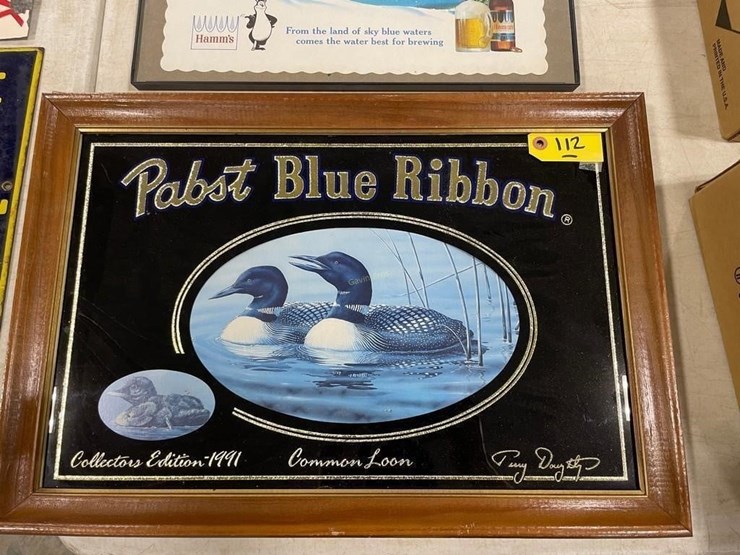 Hamm's
From the land of sky blue waters
comes the water best for brewing
112
Pabst Blue Ribbon ®
Gavin
Collectors Edition-1991
Common Loon